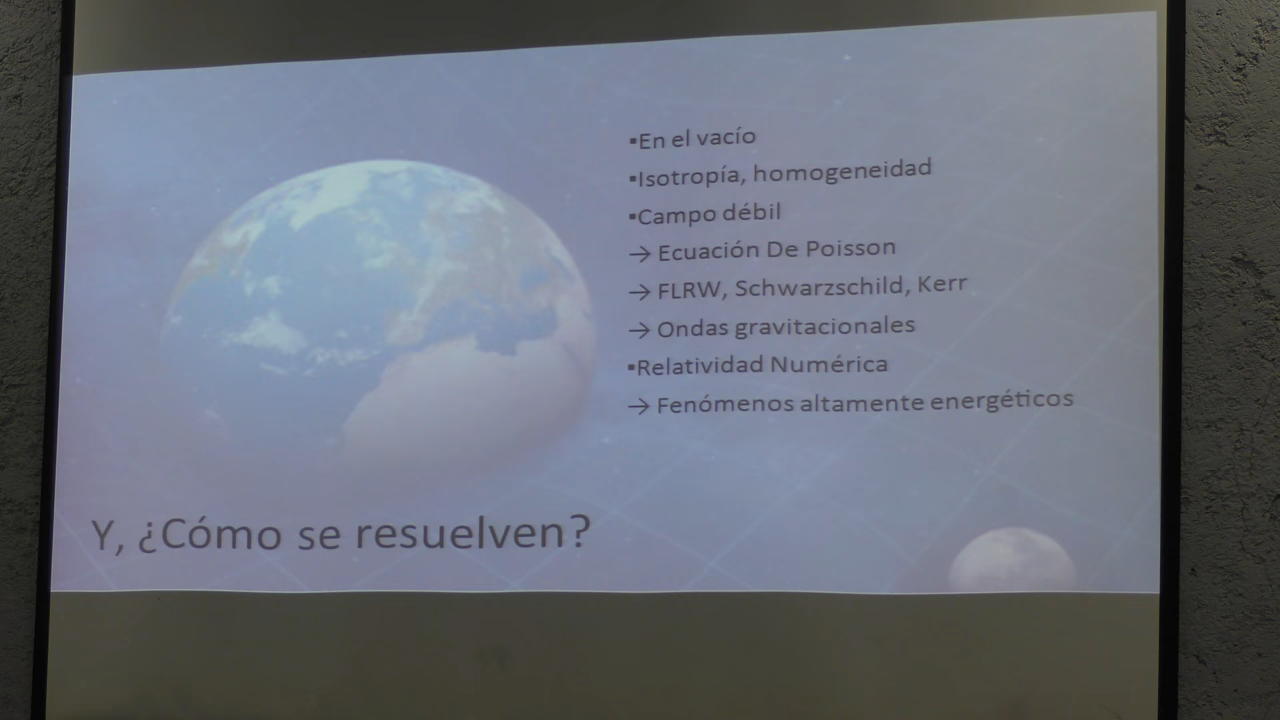 ▪En el vacío
▪Isotropía, homogeneidad
▪Campo débil
→ Ecuación De Poisson
→ FLRW, Schwarzschild, Kerr
→ Ondas gravitacionales
▪Relatividad Numérica
→ Fenómenos altamente energéticos
Y, ¿Cómo se resuelven?